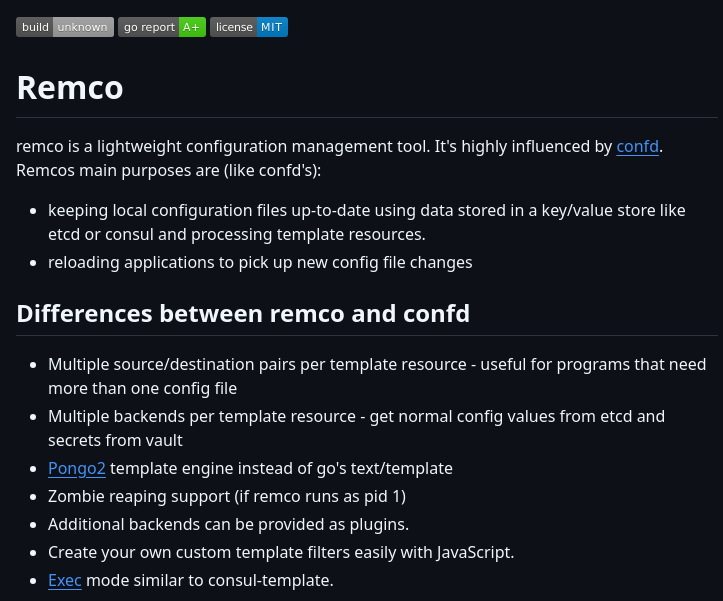 build unknown go report A+ license MIT
Remco
remco is a lightweight configuration management tool. It's highly influenced by confd.
Remcos main purposes are (like confd's):
keeping local configuration files up-to-date using data stored in a key/value store like
etcd or consul and processing template resources.
reloading applications to pick up new config file changes
Differences between remco and confd
Multiple source/destination pairs per template resource - useful for programs that need
more than one config file
Multiple backends per template resource - get normal config values from etcd and
secrets from vault
Pongo2 template engine instead of go's text/template
Zombie reaping support (if remco runs as pid 1)
Additional backends can be provided as plugins.
Create your own custom template filters easily with JavaScript.
Exec mode similar to consul-template.